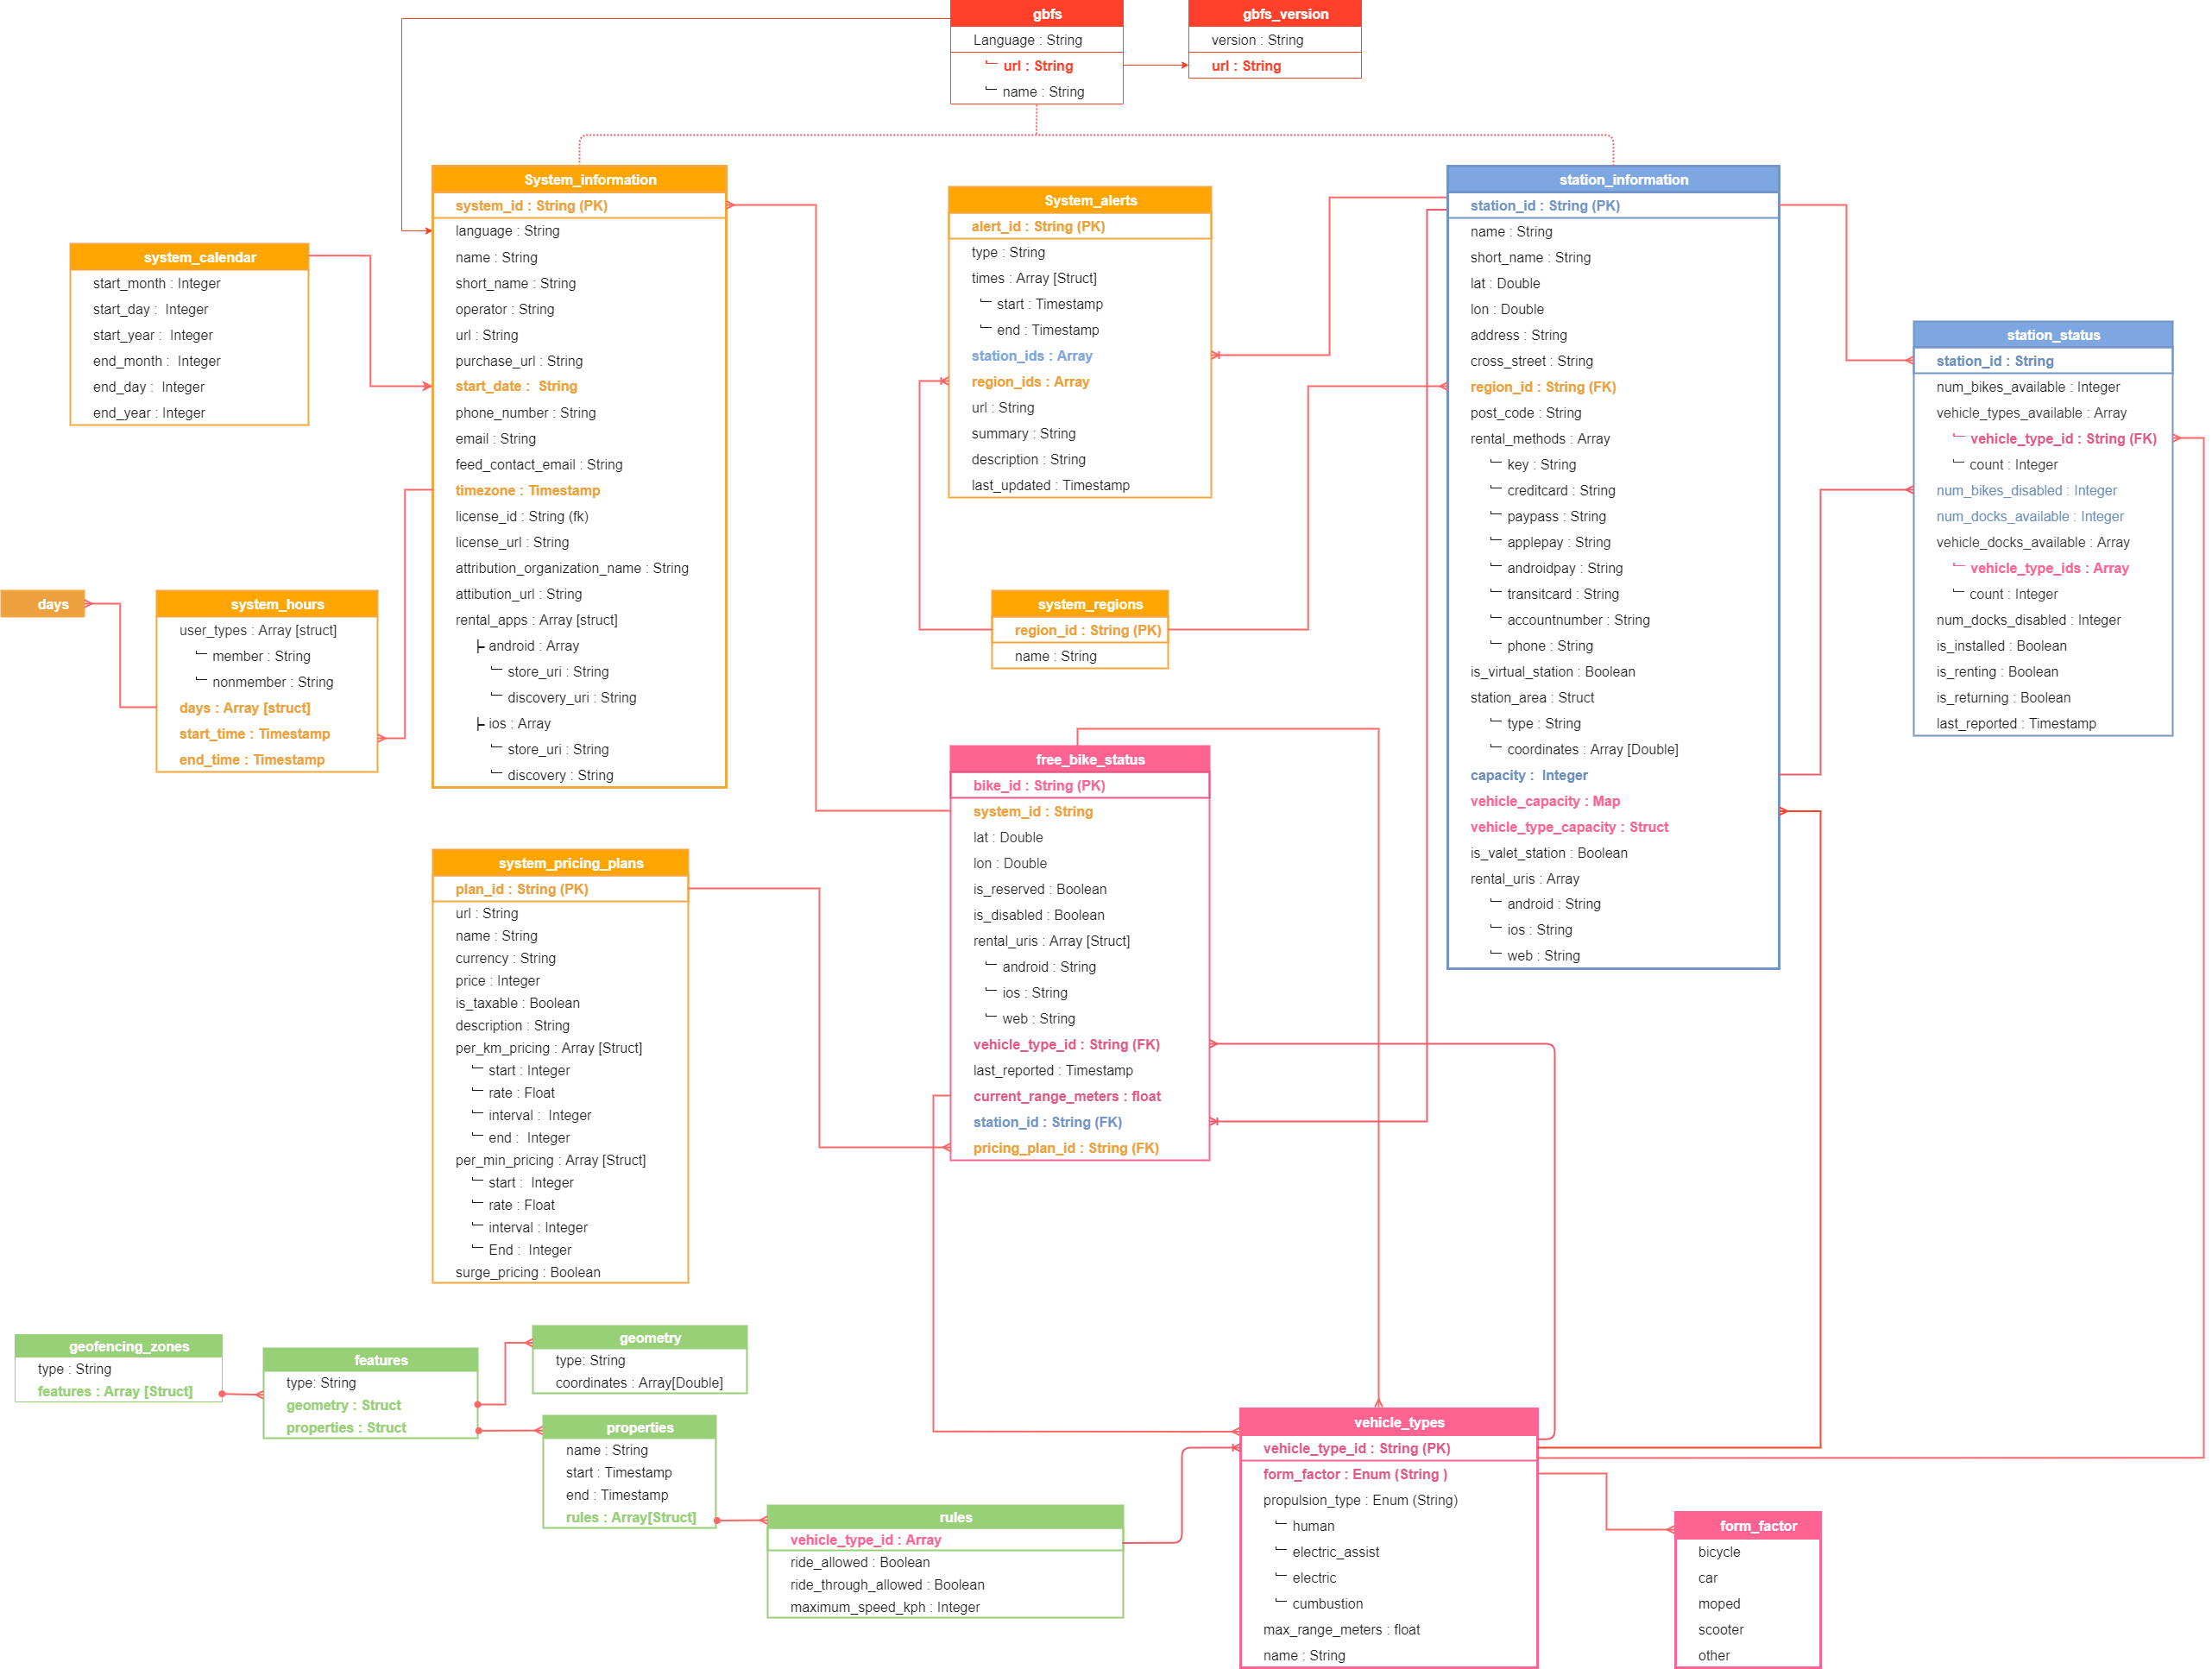 gbfs
Language : String
url : String
name : String
gbfs_version
version : String
url : String
System_information
system_id : String (PK)
language : String
name : String
short_name : String
operator : String
url : String
purchase_url : String
start_date :  String
phone_number : String
email : String
feed_contact_email : String
timezone : Timestamp
license_id : String (fk)
license_url : String
attribution_organization_name : String
attibution_url : String
rental_apps : Array [struct]
android : Array
store_uri : String
discovery_uri : String
ios : Array
store_uri : String
discovery : String
System_alerts
alert_id : String (PK)
type : String
times : Array [Struct]
start : Timestamp
end : Timestamp
station_ids : Array
region_ids : Array
url : String
summary : String
description : String
last_updated : Timestamp
station_information
station_id : String (PK)
name : String
short_name : String
lat : Double
lon : Double
address : String
cross_street : String
region_id : String (FK)
post_code : String
rental_methods : Array
key : String
creditcard : String
paypass : String
applepay : String
androidpay : String
transitcard : String
accountnumber : String
phone : String
is_virtual_station : Boolean
station_area : Struct
type : String
coordinates : Array [Double]
capacity :  Integer
vehicle_capacity : Map
vehicle_type_capacity : Struct
is_valet_station : Boolean
rental_uris : Array
android : String
ios : String
web : String
station_status
station_id : String
num_bikes_available : Integer
vehicle_types_available : Array
vehicle_type_id : String (FK)
count : Integer
num_bikes_disabled : Integer
num_docks_available : Integer
vehicle_docks_available : Array
vehicle_type_ids : Array
count : Integer
num_docks_disabled : Integer
is_installed : Boolean
is_renting : Boolean
is_returning : Boolean
last_reported : Timestamp
system_calendar
start_month : Integer
start_day :  Integer
start_year :  Integer
end_month :  Integer
end_day :  Integer
end_year : Integer
days
system_hours
user_types : Array [struct]
member : String
nonmember : String
days : Array [struct]
start_time : Timestamp
end_time : Timestamp
system_regions
region_id : String (PK)
name : String
free_bike_status
bike_id : String (PK)
system_id : String
lat : Double
lon : Double
is_reserved : Boolean
is_disabled : Boolean
rental_uris : Array [Struct]
android : String
ios : String
web : String
vehicle_type_id : String (FK)
last_reported : Timestamp
current_range_meters : float
station_id : String (FK)
pricing_plan_id : String (FK)
system_pricing_plans
plan_id : String (PK)
url : String
name : String
currency : String
price : Integer
is_taxable : Boolean
description : String
per_km_pricing : Array [Struct]
start : Integer
rate : Float
interval :  Integer
end :  Integer
per_min_pricing : Array [Struct]
start :  Integer
rate : Float
interval : Integer
End :  Integer
surge_pricing : Boolean
geofencing_zones
type : String
features : Array [Struct]
features
type: String
geometry : Struct
properties : Struct
geometry
type: String
coordinates : Array[Double]
properties
name : String
start : Timestamp
end : Timestamp
rules : Array[Struct]
rules
vehicle_type_id : Array
ride_allowed : Boolean
ride_through_allowed : Boolean
maximum_speed_kph : Integer
vehicle_types
vehicle_type_id : String (PK)
form_factor : Enum (String )
propulsion_type : Enum (String)
human
electric_assist
electric
cumbustion
max_range_meters : float
name : String
form_factor
bicycle
car
moped
scooter
other